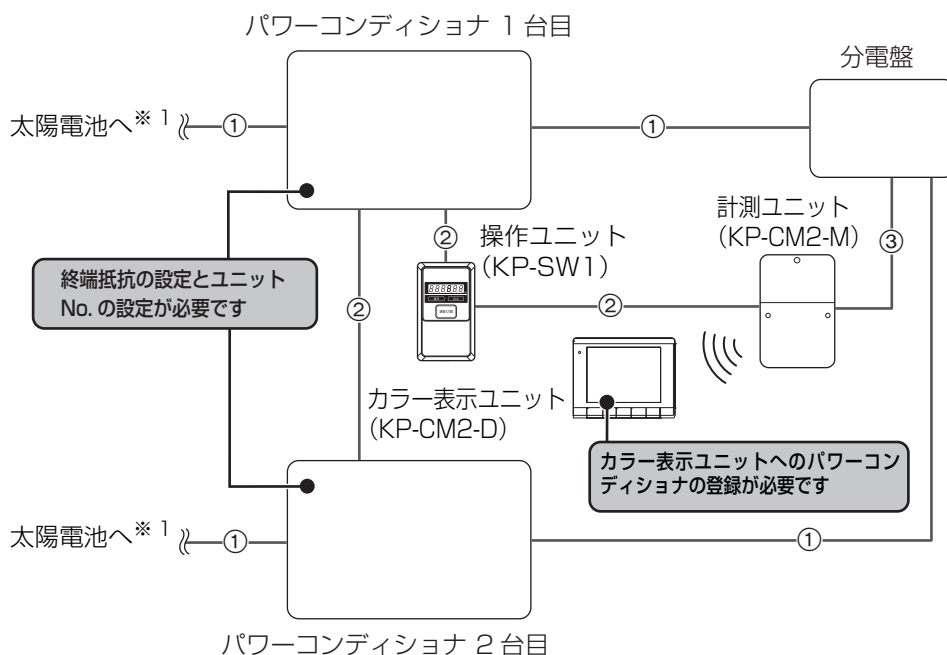 パワーコンディショナ 1台目
分電盤
太陽電池へ※1
①
①
計測ユニット
(KP-CM2-M)
③
②
操作ユニット
(KP-SW1)
終端抵抗の設定とユニット
No. の設定が必要です
②
②
888888
カラー表示ユニット
(KP-CM2-D)
カラー表示ユニットへのパワーコン
ディショナの登録が必要です
太陽電池へ※1
①
①
パワーコンディショナ 2台目